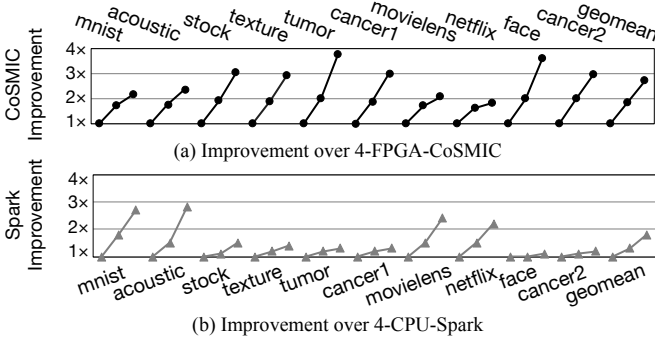 mnist acoustic stock texture tumor cancer1 movielens netflix face cancer2 geomean
CoSMIC
Improvement
4×
3×
2×
1×
(a) Improvement over 4-FPGA-CoSMIC
Spark
Improvement
4×
3×
2×
1×
mnist acoustic stock texture tumor cancer1 movielens netflix face cancer2 geomean
(b) Improvement over 4-CPU-Spark